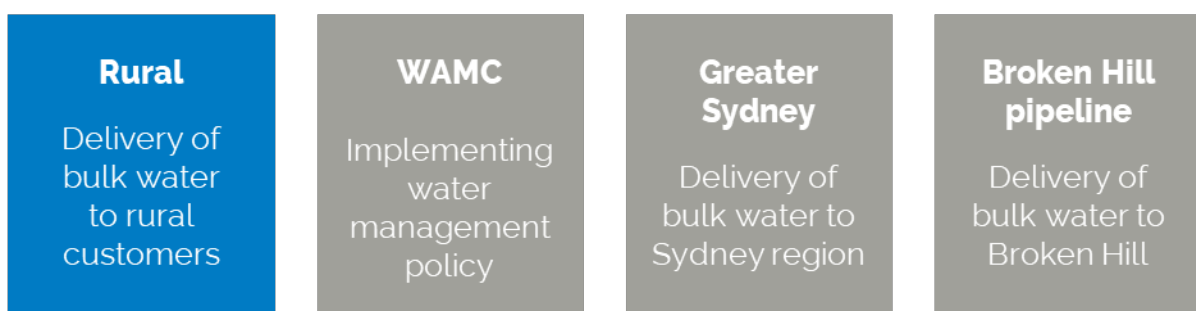 Rural
Delivery of
bulk water
to rural
customers
WAMC
Implementing
water
management
policy
Greater
Sydney
Delivery of
bulk water to
Sydney region
Broken Hill
pipeline
Delivery of
bulk water to
Broken Hill